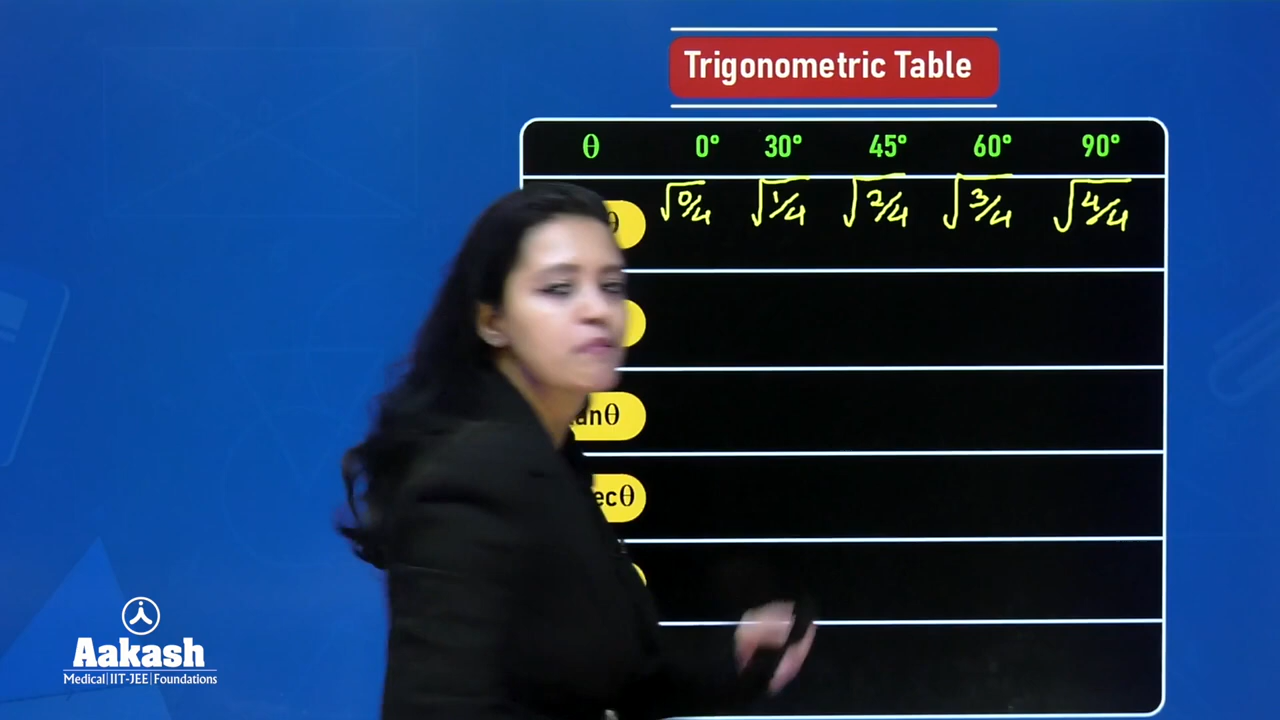 Trigonometric Table
θ 0° 30° 45° 60° 90°
θ √0/4 √1/4 √2/4 √3/4 √4/4
anθ
ecθ
Aakash
Medical|IIT-JEE|Foundations